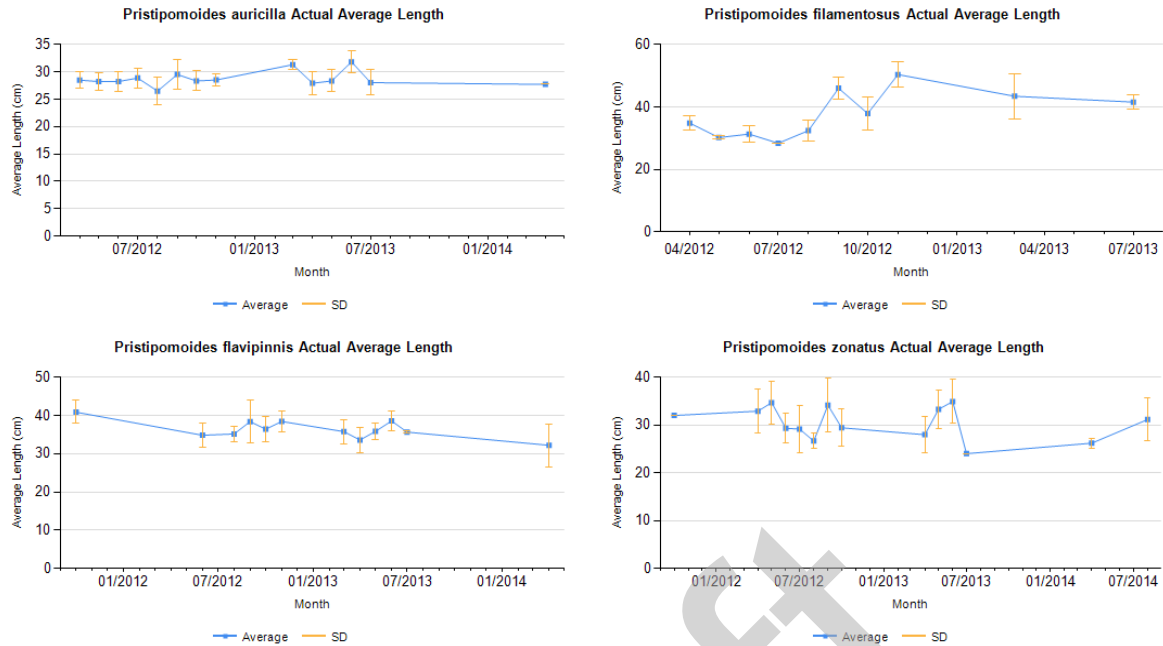 Pristipomoides auricilla Actual Average Length
35
30
25
20
15
10
5
0
Average Length (cm)
07/2012
01/2013
07/2013
01/2014
Month
Average
SD
Pristipomoides filamentosus Actual Average Length
60
40
20
0
Average Length (cm)
04/2012
07/2012
10/2012
01/2013
04/2013
07/2013
Month
Average
SD
Pristipomoides flavipinnis Actual Average Length
50
40
30
20
10
0
Average Length (cm)
01/2012
07/2012
01/2013
07/2013
01/2014
Month
Average
SD
Pristipomoides zonatus Actual Average Length
40
30
20
10
0
Average Length (cm)
01/2012
07/2012
01/2013
07/2013
01/2014
07/2014
Month
Average
SD